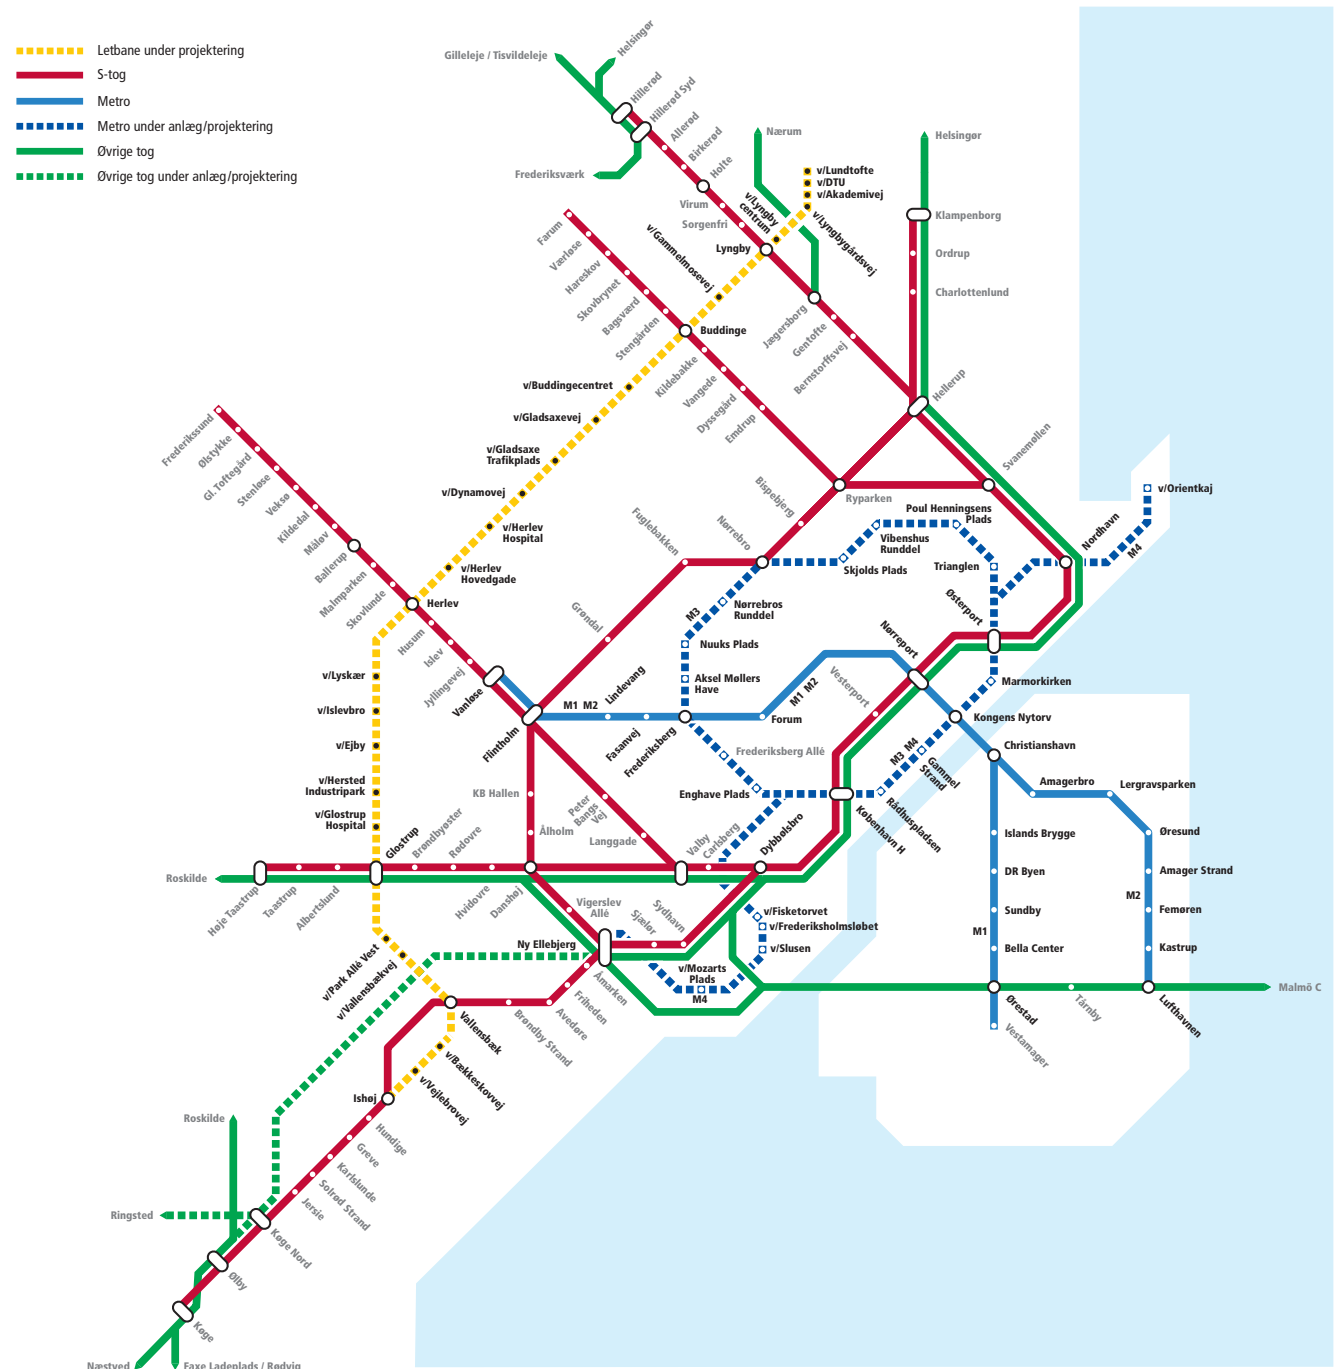 Letbane under projektering
S-tog
Metro
Metro under anlæg/projektering
Øvrige tog
Øvrige tog under anlæg/projektering
Gilleleje / Tisvildeleje
Helsingør
Hillerød
Hillerød Syd
Frederiksværk
Allerød
Birkerød
Holte
Virum
Sorgenfri
Lyngby
Nærum
v/Lundtofte
v/DTU
v/Akademivej
v/Lyngby
centrum
v/Lyngbygårdsvej
v/Gammelmosevej
Helsingør
Klampenborg
Ordrup
Charlottenlund
Jægersborg
Gentofte
Bernstorffsvej
Hellerup
Farum
Værløse
Hareskov
Skovbrynet
Bagsværd
Stengården
Buddinge
Kildebakke
Vangede
Dyssegård
Emdrup
v/Buddingecentret
v/Gladsaxevej
v/Gladsaxe
Trafikplads
v/Dynamovej
v/Herlev
Hospital
v/Herlev
Hovedgade
Frederikssund
Ølstykke
Gl. Toftegård
Stenløse
Veksø
Kildedal
Måløv
Ballerup
Malmparken
Skovlunde
Herlev
Husum
Islev
Jyllingevej
Vanløse
Flintholm
Svanemøllen
Ryparken
Bispebjerg
Nørrebro
Fuglebakken
Grøndal
v/Orientkaj
Nordhavn
M4
Poul Henningsens
Plads
Vibenshus
Runddel
Skjolds Plads
Trianglen
Østerport
M3
Nørrebros
Runddel
Nuuks Plads
Aksel Møllers
Have
Nørreport
Vesterport
Marmorkirken
M1 M2
Lindevang
Fasanvej
Frederiksberg
Forum
M1 M2
Kongens Nytorv
Christianshavn
M3 M4
Gammel
Strand
Rådhuspladsen
Frederiksberg Allé
Enghave Plads
København H
Amagerbro
Lergravsparken
Øresund
Amager Strand
M2
Femøren
Kastrup
Lufthavnen
Islands Brygge
DR Byen
Sundby
M1
Bella Center
Ørestad
Vestamager
Tårnby
Malmö C
v/Lyskær
v/Islevbro
v/Ejby
v/Hersted
Industripark
v/Glostrup
Hospital
KB Hallen
Ålholm
Peter
Bangs
Vej
Langgade
Valby
Carlsberg
Dybbølsbro
Glostrup
Brøndbyøster
Rødovre
Hvidovre
Danshøj
Roskilde
Høje Taastrup
Taastrup
Albertslund
Vigerslev
Allé
Sjælør
Sydhavn
Ny Ellebjerg
v/Fisketorvet
v/Frederiksholmsløbet
v/Slusen
v/Mozarts
Plads
M4
v/Park Allé Vest
v/Vallensbækvej
Åmarken
Friheden
Avedøre
Brøndby Strand
Vallensbæk
v/Bækkeskovvej
v/Vejlebrovej
Ishøj
Hundige
Greve
Karlslunde
Solrød Strand
Jersie
Roskilde
Ringsted
Køge Nord
Ølby
Køge
Næstved
Faxe Ladeplads / Rødvig